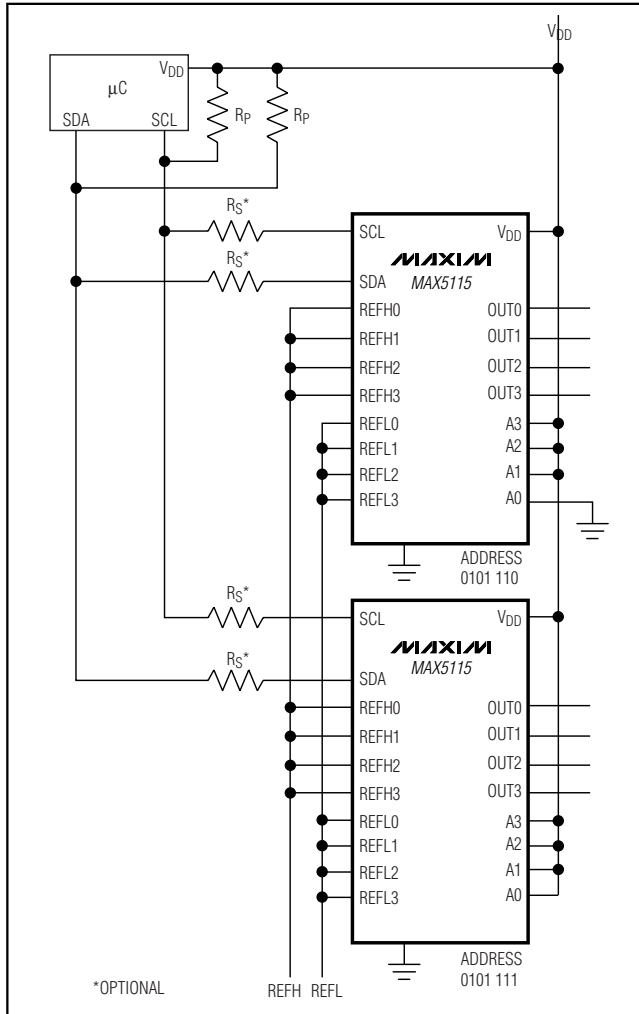 VDD
VDD
μC
SDA SCL
RP RP
RS*
SCL VDD
MAXIM
RS*
MAX5115
SDA
REFH0 OUT0
REFH1 OUT1
REFH2 OUT2
REFH3 OUT3
REFL0 A3
REFL1 A2
REFL2 A1
REFL3 A0
ADDRESS
0101 110
RS*
SCL VDD
MAXIM
RS*
MAX5115
SDA
REFH0 OUT0
REFH1 OUT1
REFH2 OUT2
REFH3 OUT3
REFL0 A3
REFL1 A2
REFL2 A1
REFL3 A0
ADDRESS
0101 111
*OPTIONAL REFH REFL